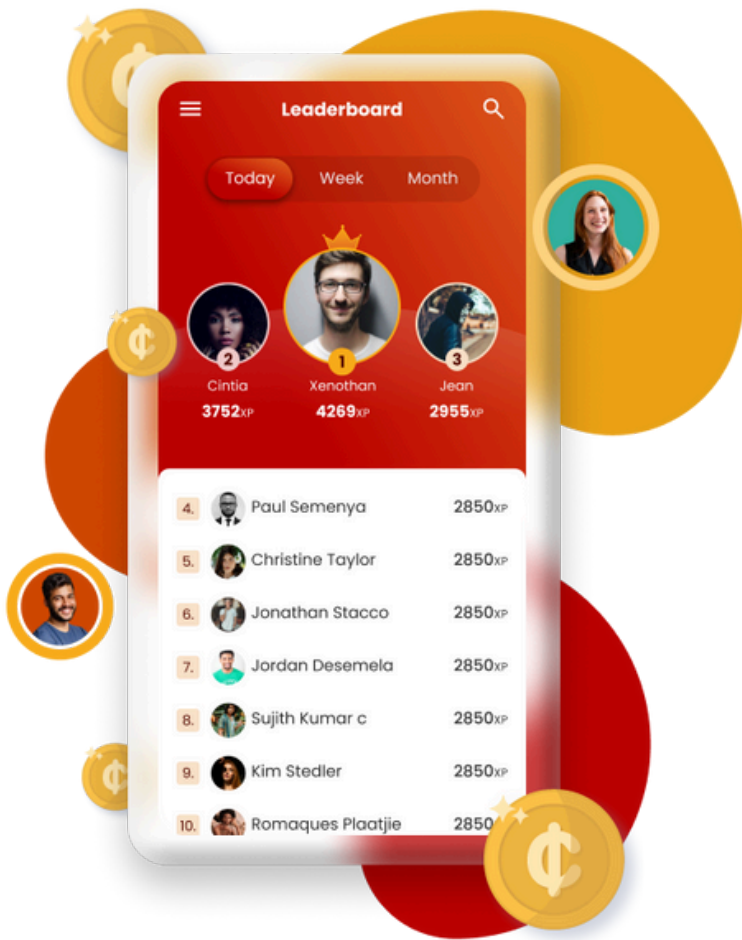 Leaderboard
Today Week Month
2 1 3
Cintia Xenothan Jean
3752XP 4269XP 2955XP
4. Paul Semenya 2850XP
5. Christine Taylor 2850XP
6. Jonathan Stacco 2850XP
7. Jordan Desemela 2850XP
8. Sujith Kumar c 2850XP
9. Kim Stedler 2850XP
10. Romaques Plaatjie 2850